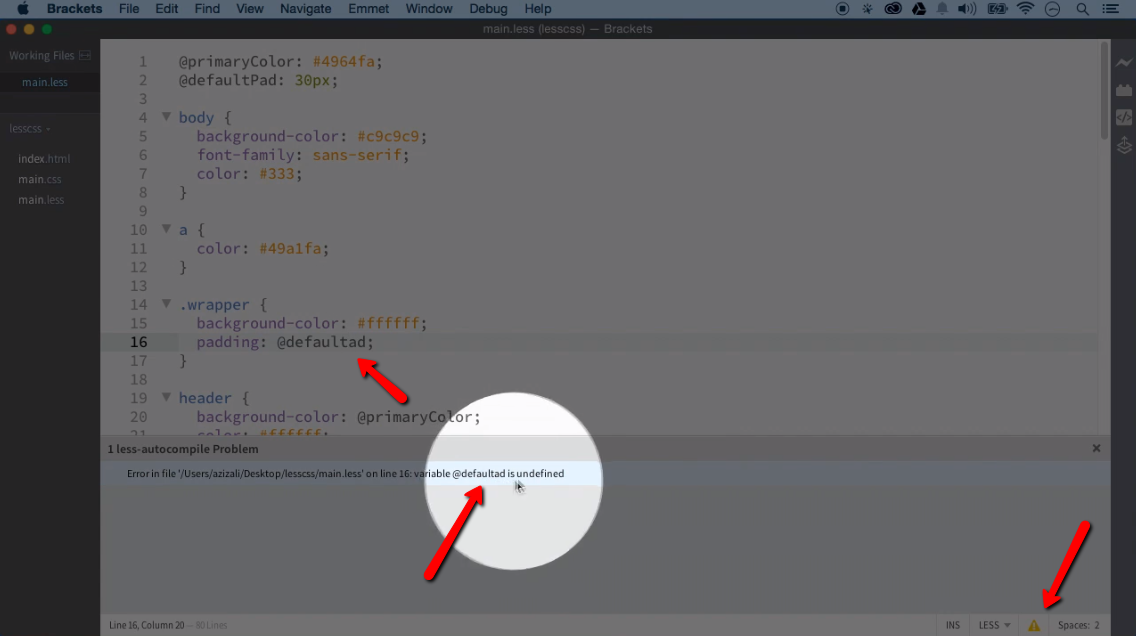 Brackets File Edit Find View Navigate Emmet Window Debug Help
main.less (lesscss) — Brackets
Working Files
main.less
lesscss
index.html
main.css
main.less
1 @primaryColor: #4964fa;
2 @defaultPad: 30px;
3
4 body {
5 background-color: #c9c9c9;
6 font-family: sans-serif;
7 color: #333;
8 }
9
10 a {
11 color: #49a1fa;
12 }
13
14 .wrapper {
15 background-color: #ffffff;
16 padding: @defaultad;
17 }
18
19 header {
20 background-color: @primaryColor;
21 color: #ffffff;
1 less-autocompile Problem
Error in file '/Users/azizali/Desktop/lesscss/main.less' on line 16: variable @defaultad is undefined
Line 16, Column 20 — 80 Lines INS LESS Spaces: 2